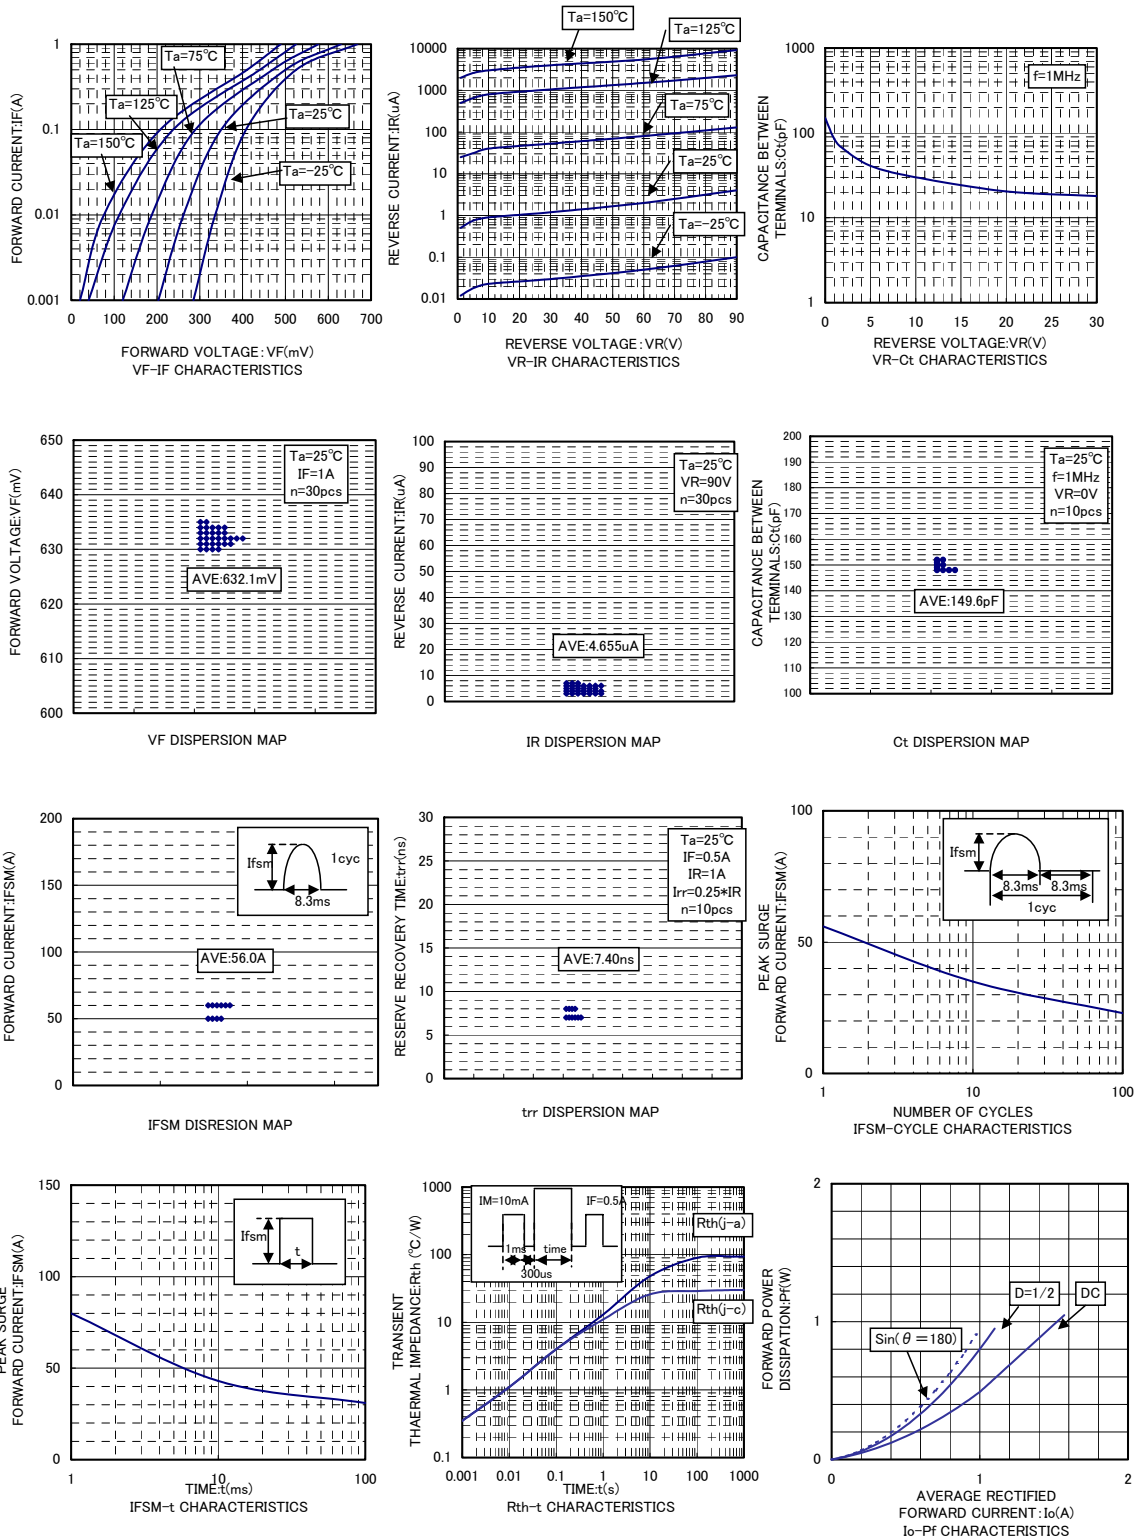 FORWARD CURRENT:IF(A)
1
0.1
0.01
0.001
0 100 200 300 400 500 600 700
Ta=75℃
Ta=125℃
Ta=150℃
Ta=25℃
Ta=-25℃
FORWARD VOLTAGE:VF(mV)
VF-IF CHARACTERISTICS
REVERSE CURRENT:IR(uA)
10000
1000
100
10
1
0.1
0.01
0 10 20 30 40 50 60 70 80 90
Ta=150℃
Ta=125℃
Ta=75℃
Ta=25℃
Ta=-25℃
REVERSE VOLTAGE:VR(V)
VR-IR CHARACTERISTICS
CAPACITANCE BETWEEN
TERMINALS:Ct(pF)
1000
100
10
1
0 5 10 15 20 25 30
f=1MHz
REVERSE VOLTAGE:VR(V)
VR-Ct CHARACTERISTICS
FORWARD VOLTAGE:VF(mV)
650
640
630
620
610
600
Ta=25℃
IF=1A
n=30pcs
AVE:632.1mV
VF DISPERSION MAP
REVERSE CURRENT:IR(uA)
100
90
80
70
60
50
40
30
20
10
0
Ta=25℃
VR=90V
n=30pcs
AVE:4.655uA
IR DISPERSION MAP
CAPACITANCE BETWEEN
TERMINALS:Ct(pF)
200
190
180
170
160
150
140
130
120
110
100
Ta=25℃
f=1MHz
VR=0V
n=10pcs
AVE:149.6pF
Ct DISPERSION MAP
FORWARD CURRENT:IFSM(A)
200
150
100
50
0
Ifsm
1cyc
8.3ms
AVE:56.0A
IFSM DISRESION MAP
RESERVE RECOVERY TIME:trr(ns)
30
25
20
15
10
5
0
Ta=25℃
IF=0.5A
IR=1A
Irr=0.25*IR
n=10pcs
AVE:7.40ns
trr DISPERSION MAP
PEAK SURGE
FORWARD CURRENT:IFSM(A)
100
50
0
1 10 100
Ifsm
8.3ms 8.3ms
1cyc
NUMBER OF CYCLES
IFSM-CYCLE CHARACTERISTICS
PEAK SURGE
FORWARD CURRENT:IFSM(A)
150
100
50
0
1 10 100
Ifsm
t
TIME:t(ms)
IFSM-t CHARACTERISTICS
TRANSIENT
THAERMAL IMPEDANCE:Rth (℃/W)
1000
100
10
1
0.1
0.001 0.01 0.1 1 10 100 1000
IM=10mA IF=0.5A
1ms time
300us
Rth(j-a)
Rth(j-c)
TIME:t(s)
Rth-t CHARACTERISTICS
FORWARD POWER
DISSIPATION:Pf(W)
2
1
0
0 1 2
D=1/2
DC
Sin(θ=180)
AVERAGE RECTIFIED
FORWARD CURRENT:Io(A)
Io-Pf CHARACTERISTICS